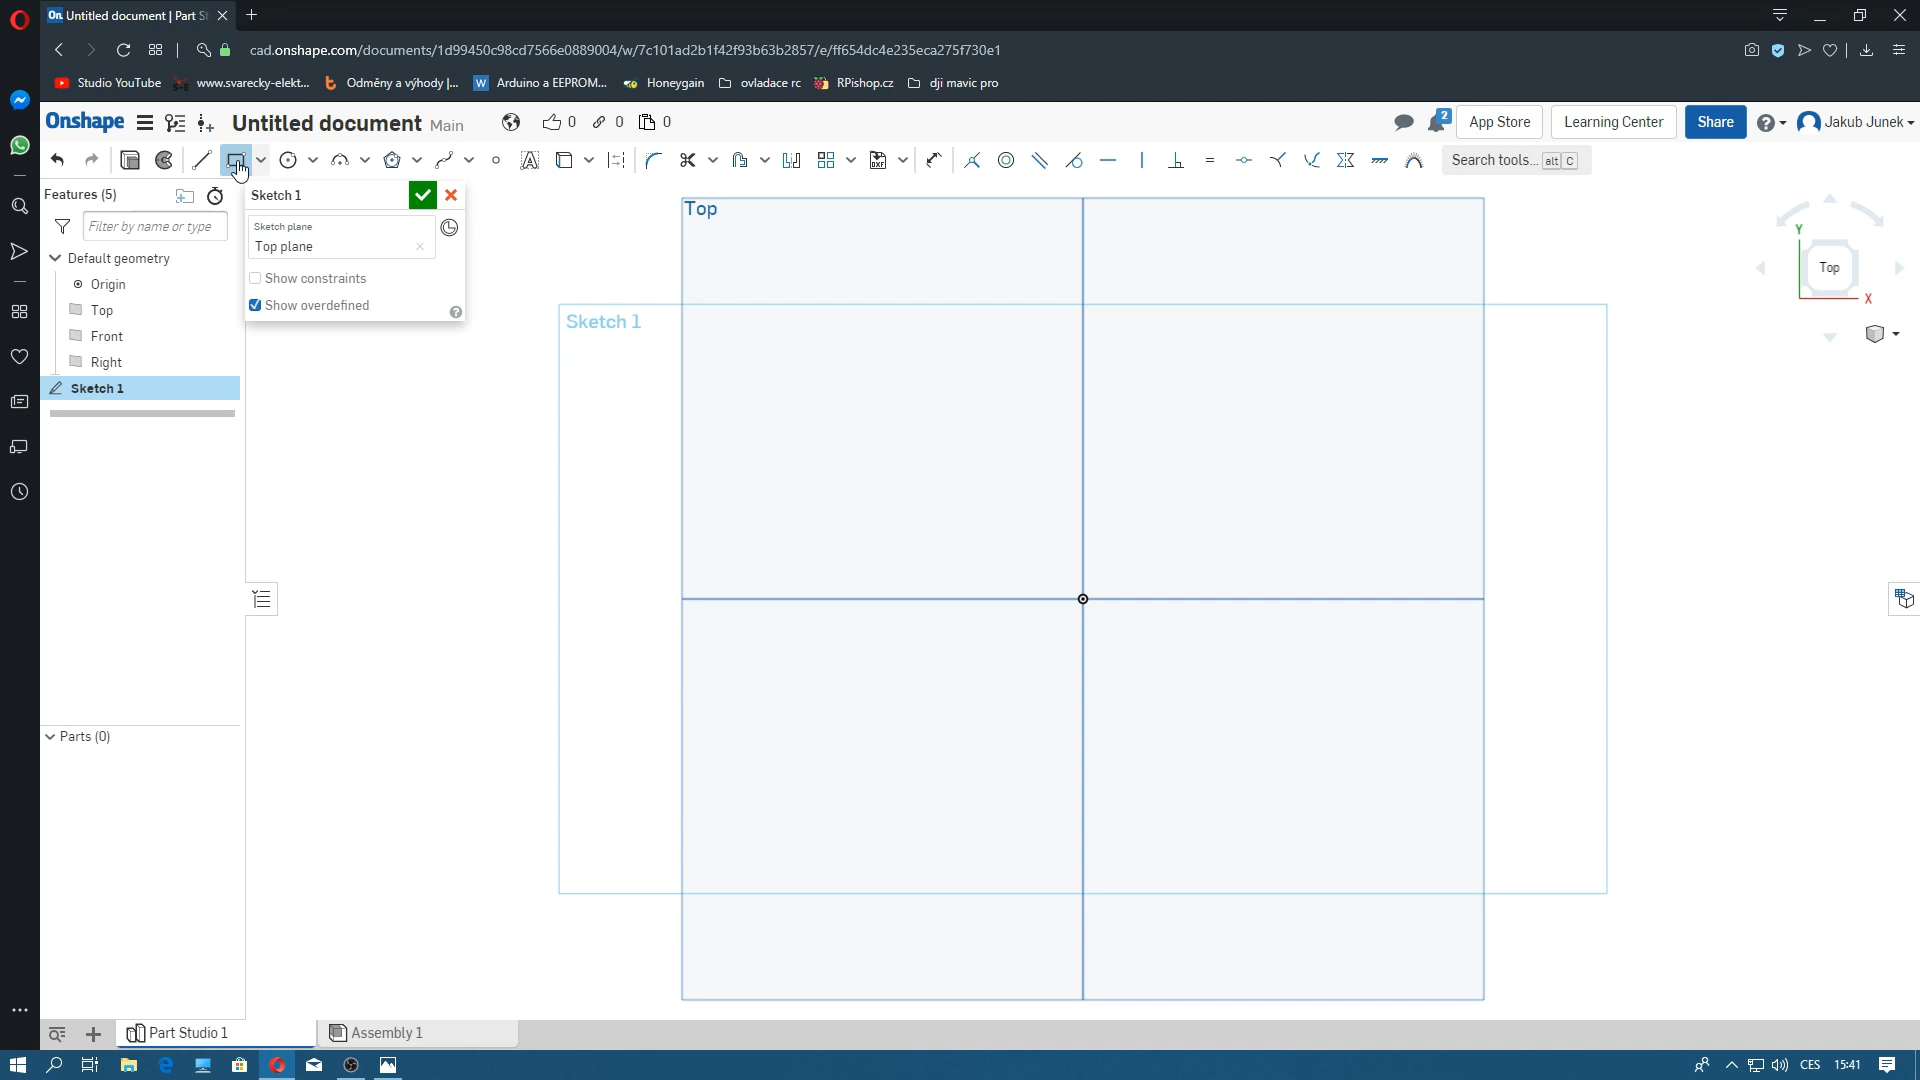 Untitled document | Part S
cad.onshape.com/documents/1d99450c98cd7566e0889004/w/7c101ad2b1f42f93b63b2857/e/ff654dc4e235eca275f730e1
Studio YouTube www.svarecky-elekt... Odměny a výhody |... Arduino a EEPROM... Honeygain ovladace rc RPishop.cz dji mavic pro
Onshape Untitled document Main 0 0 0 2 App Store Learning Center Share Jakub Junek
Search tools... alt C
Features (5)
Filter by name or type
Default geometry
Origin
Top
Front
Right
Sketch 1
Sketch 1
Sketch plane
Top plane
Show constraints
Show overdefined
Top
Sketch 1
Y
Top
X
Parts (0)
Part Studio 1 Assembly 1
CES 15:41